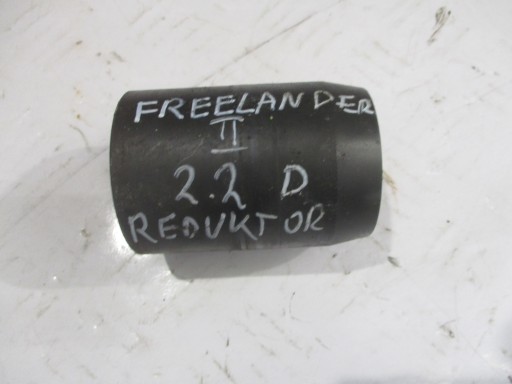 FREELANDER
II
2.2 D
REDUKTOR